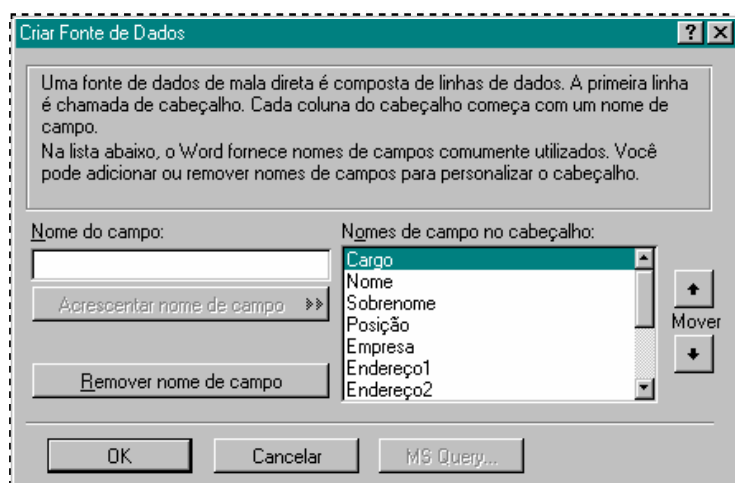 Criar Fonte de Dados
Uma fonte de dados de mala direta é composta de linhas de dados. A primeira linha
é chamada de cabeçalho. Cada coluna do cabeçalho começa com um nome de
campo.
Na lista abaixo, o Word fornece nomes de campos comumente utilizados. Você
pode adicionar ou remover nomes de campos para personalizar o cabeçalho.
Nome do campo:
Acrescentar nome de campo
Remover nome de campo
Nomes de campo no cabeçalho:
Cargo
Nome
Sobrenome
Posição
Empresa
Endereço1
Endereço2
Mover
OK
Cancelar
MS Query...